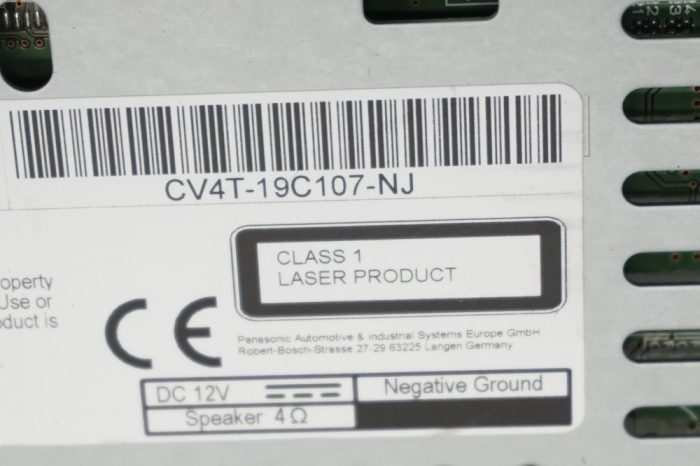 CV4T-19C107-NJ
CLASS 1
LASER PRODUCT
operty
Use or
oduct is
CE
Panasonic Automotive & Industrial Systems Europe GmbH
Robert-Bosch-Strasse 27-29 63225 Langen Germany
DC 12V
Negative Ground
Speaker 4Ω